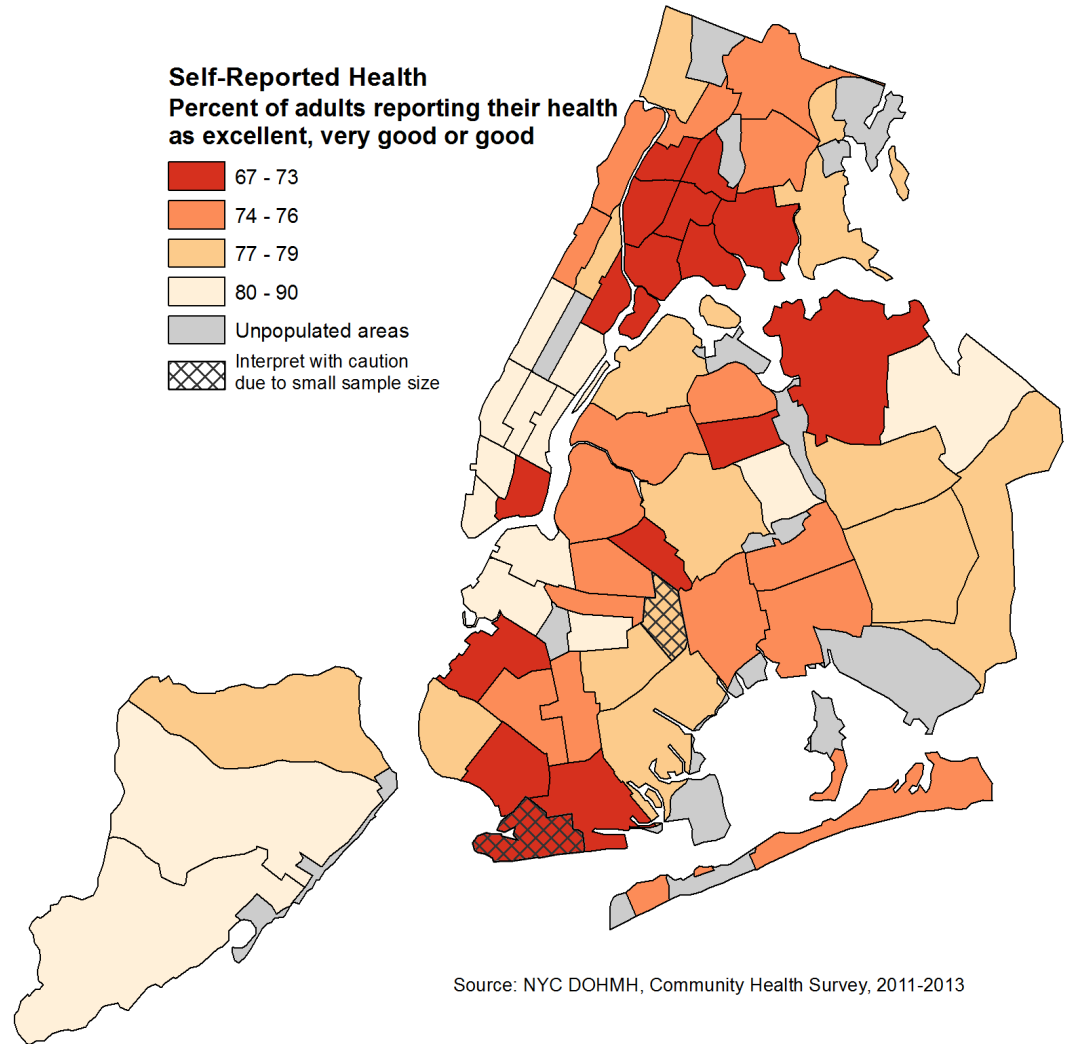 Self-Reported Health
Percent of adults reporting their health
as excellent, very good or good
67 - 73
74 - 76
77 - 79
80 - 90
Unpopulated areas
Interpret with caution
due to small sample size
Source: NYC DOHMH, Community Health Survey, 2011-2013